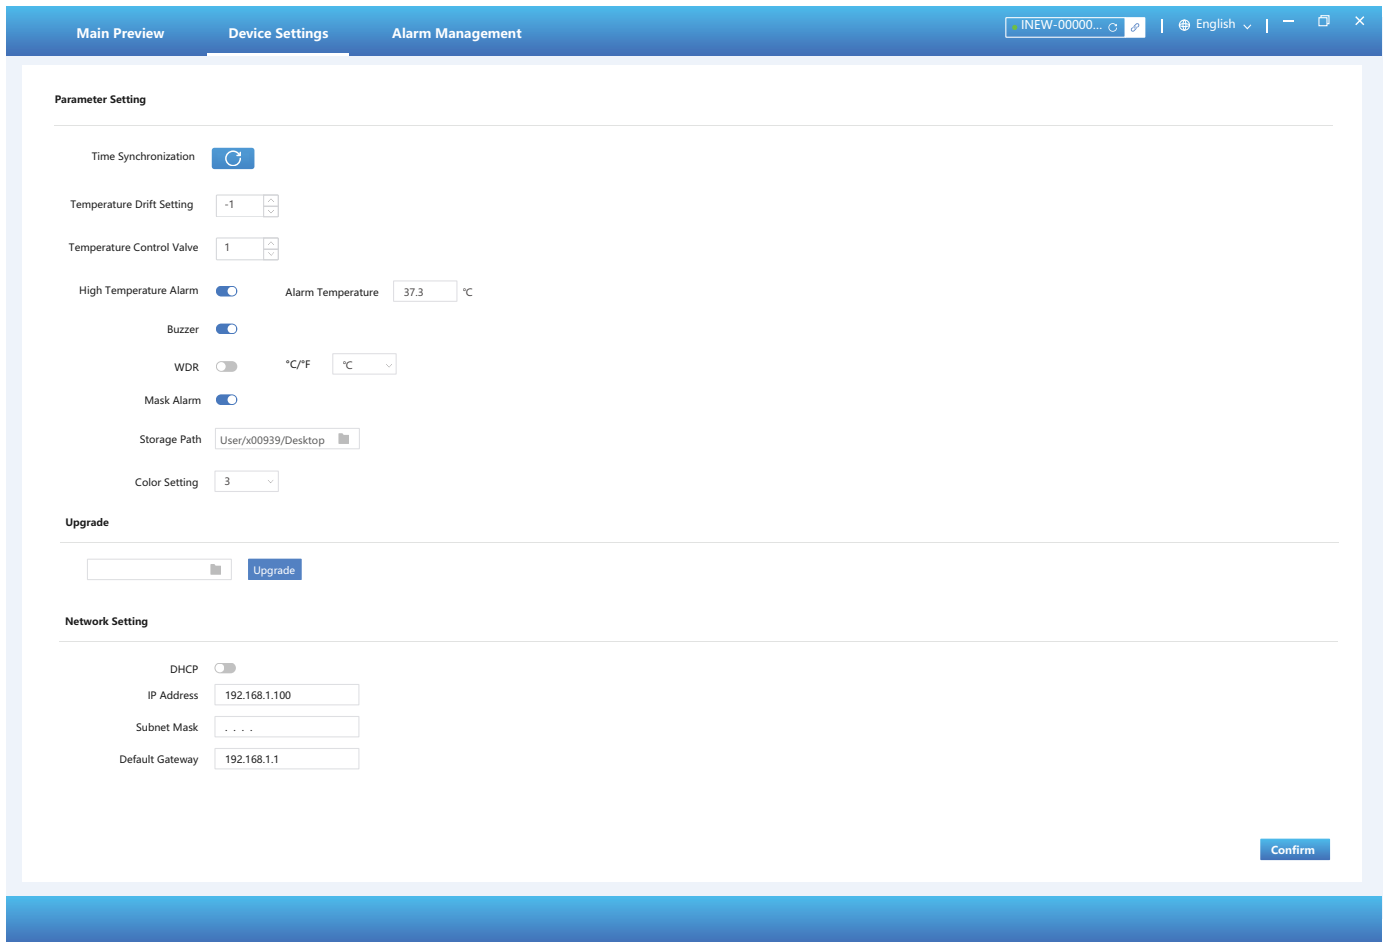 Main Preview Device Settings Alarm Management INEW-00000... English
Parameter Setting
Time Synchronization
Temperature Drift Setting -1
Temperature Control Valve 1
High Temperature Alarm Alarm Temperature 37.3 °C
Buzzer
WDR °C/°F °C
Mask Alarm
Storage Path User/x00939/Desktop
Color Setting 3
Upgrade
Upgrade
Network Setting
DHCP
IP Address 192.168.1.100
Subnet Mask . . . .
Default Gateway 192.168.1.1
Confirm